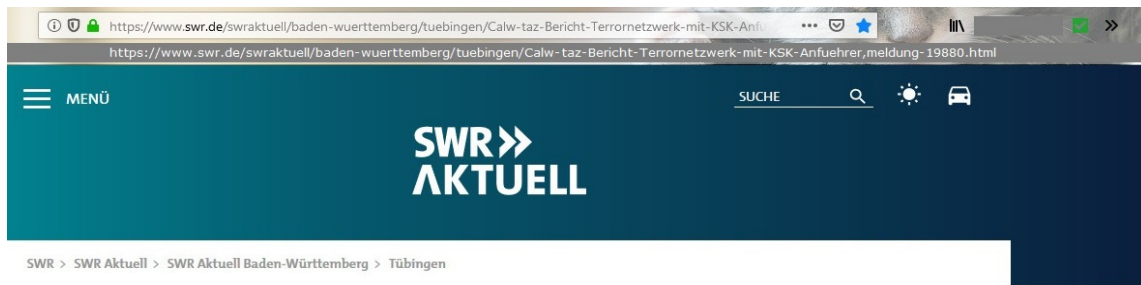 https://www.swr.de/swraktuell/baden-wuerttemberg/tuebingen/Calw-taz-Bericht-Terrornetzwerk-mit-KSK-Anfu
https://www.swr.de/swraktuell/baden-wuerttemberg/tuebingen/Calw-taz-Bericht-Terrornetzwerk-mit-KSK-Anfuehrer,meldung-19880.html
MENÜ
SUCHE
SWR»
AKTUELL
SWR > SWR Aktuell > SWR Aktuell Baden-Württemberg > Tübingen